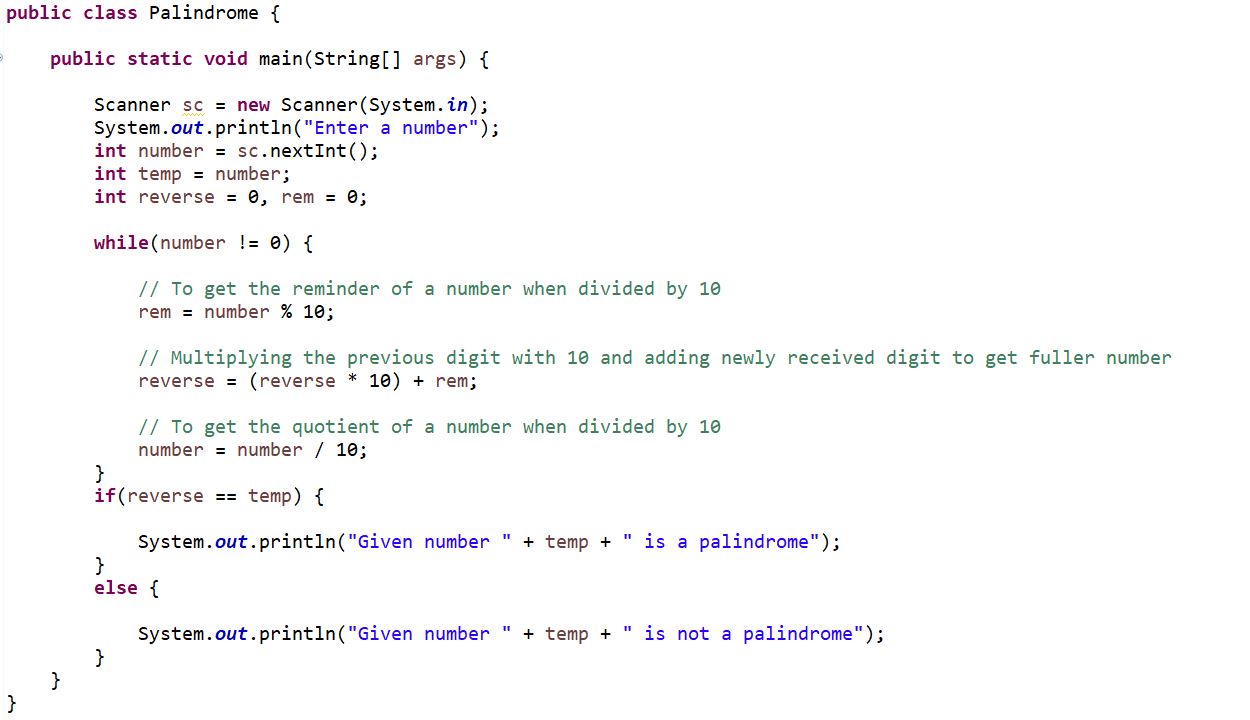 public class Palindrome {
public static void main(String[] args) {
Scanner sc = new Scanner(System.in);
System.out.println("Enter a number");
int number = sc.nextInt();
int temp = number;
int reverse = 0, rem = 0;
while(number != 0) {
// To get the reminder of a number when divided by 10
rem = number % 10;
// Multiplying the previous digit with 10 and adding newly received digit to get fuller number
reverse = (reverse * 10) + rem;
// To get the quotient of a number when divided by 10
number = number / 10;
}
if(reverse == temp) {
System.out.println("Given number " + temp + " is a palindrome");
}
else {
System.out.println("Given number " + temp + " is not a palindrome");
}
}
}